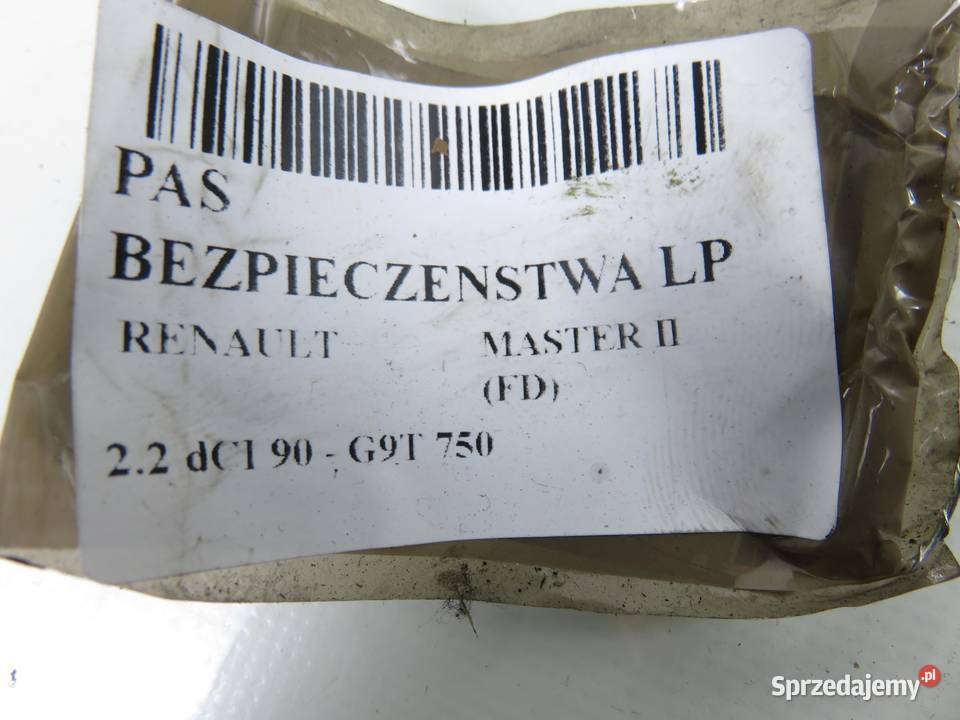 PAS
BEZPIECZENSTWA LP
RENAULT MASTER II
(FD)
2.2 dCI 90 - G9T 750
Sprzedajemy.pl